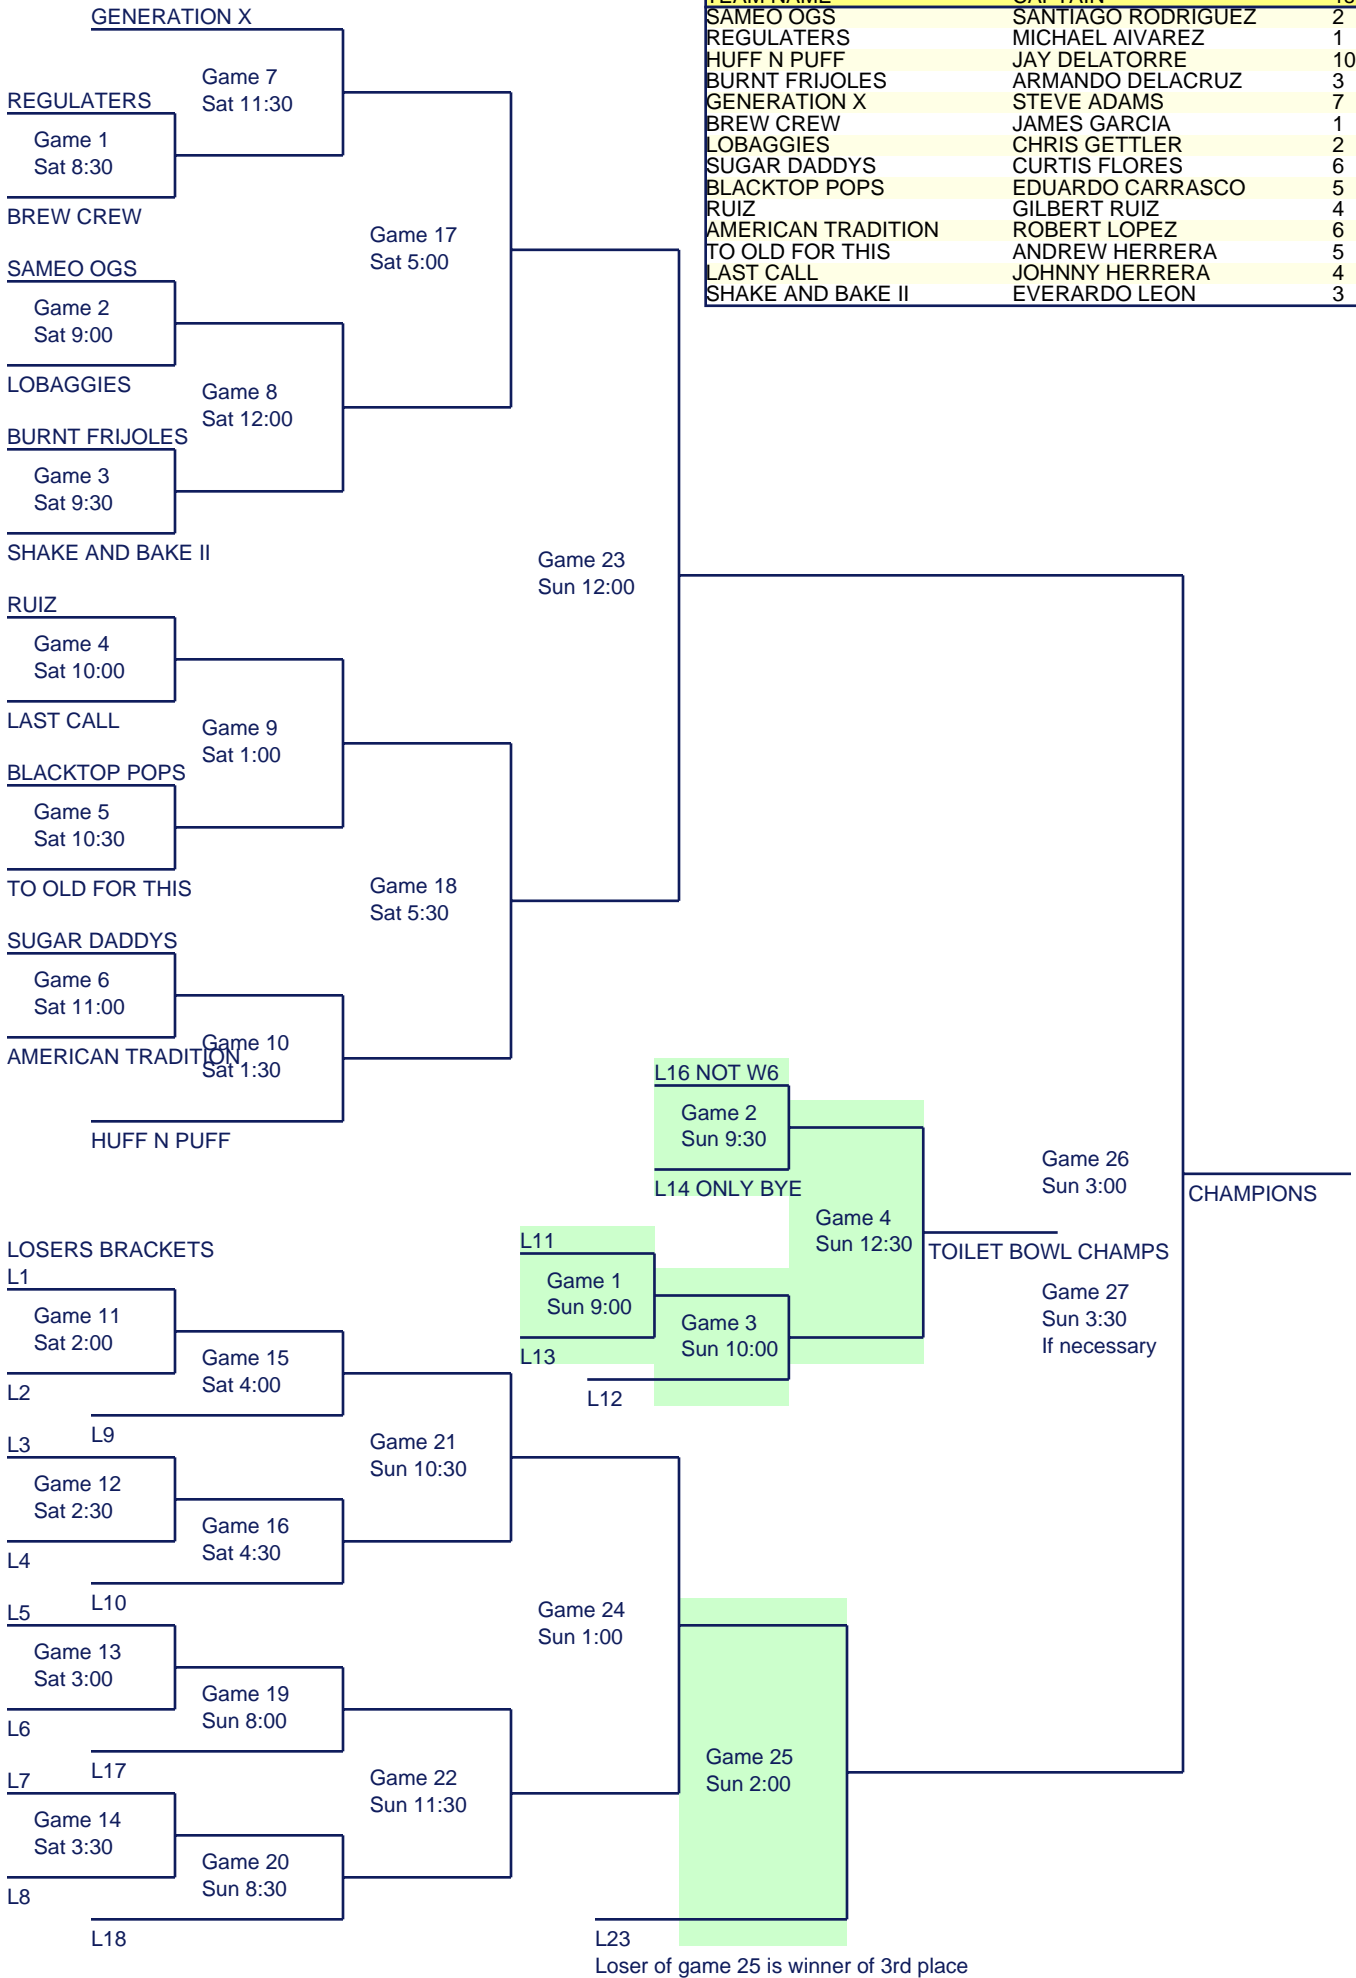 GENERATION X
Game 7
Sat 11:30
REGULATERS
Game 1
Sat 8:30
BREW CREW
Game 17
Sat 5:00
SAMEO OGS
Game 2
Sat 9:00
LOBAGGIES
Game 8
Sat 12:00
BURNT FRIJOLES
Game 3
Sat 9:30
SHAKE AND BAKE II
Game 23
Sun 12:00
RUIZ
Game 4
Sat 10:00
LAST CALL
Game 9
Sat 1:00
BLACKTOP POPS
Game 5
Sat 10:30
TO OLD FOR THIS
Game 18
Sat 5:30
SUGAR DADDYS
Game 6
Sat 11:00
AMERICAN TRADITION
Game 10
Sat 1:30
HUFF N PUFF
SAMEO OGS SANTIAGO RODRIGUEZ 2
REGULATERS MICHAEL AIVAREZ 1
HUFF N PUFF JAY DELATORRE 10
BURNT FRIJOLES ARMANDO DELACRUZ 3
GENERATION X STEVE ADAMS 7
BREW CREW JAMES GARCIA 1
LOBAGGIES CHRIS GETTLER 2
SUGAR DADDYS CURTIS FLORES 6
BLACKTOP POPS EDUARDO CARRASCO 5
RUIZ GILBERT RUIZ 4
AMERICAN TRADITION ROBERT LOPEZ 6
TO OLD FOR THIS ANDREW HERRERA 5
LAST CALL JOHNNY HERRERA 4
SHAKE AND BAKE II EVERARDO LEON 3
L16 NOT W6
Game 2
Sun 9:30
L14 ONLY BYE
Game 4
Sun 12:30
L11
Game 1
Sun 9:00
L13
Game 3
Sun 10:00
L12
TOILET BOWL CHAMPS
Game 26
Sun 3:00
CHAMPIONS
Game 27
Sun 3:30
If necessary
LOSERS BRACKETS
L1
Game 11
Sat 2:00
L2
Game 15
Sat 4:00
L9
L3
Game 12
Sat 2:30
L4
Game 21
Sun 10:30
Game 16
Sat 4:30
L10
L5
Game 13
Sat 3:00
L6
Game 24
Sun 1:00
Game 19
Sun 8:00
L17
L7
Game 14
Sat 3:30
L8
Game 22
Sun 11:30
Game 20
Sun 8:30
L18
Game 25
Sun 2:00
L23
Loser of game 25 is winner of 3rd place